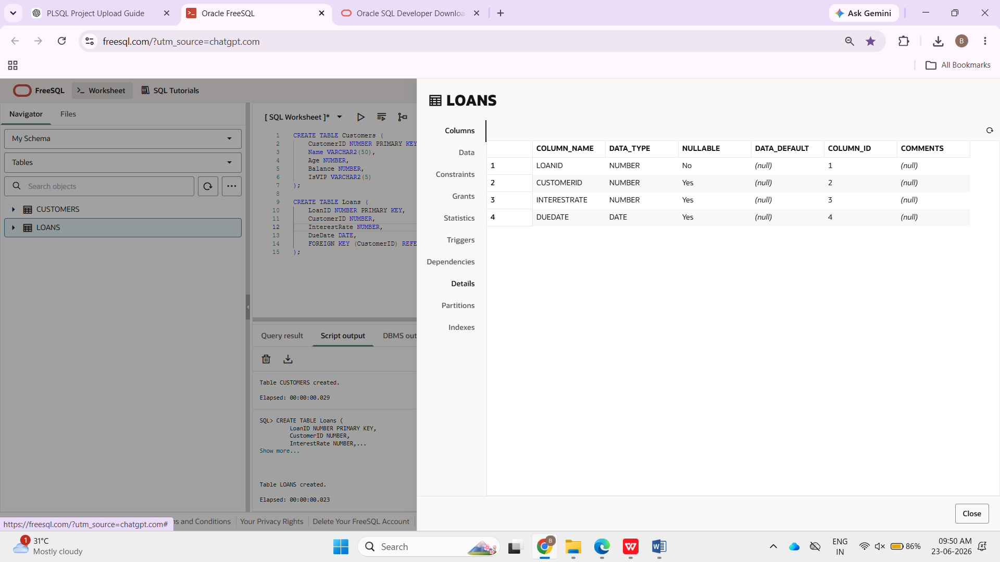 PLSQL Project Upload Guide
Oracle FreeSQL
Oracle SQL Developer Downloa
Ask Gemini
freesql.com/?utm_source=chatgpt.com
B
All Bookmarks
FreeSQL
Worksheet
SQL Tutorials
Navigator
Files
My Schema
Tables
Search objects
CUSTOMERS
LOANS
[ SQL Worksheet ]*
1 CREATE TABLE Customers (
2 CustomerID NUMBER PRIMARY KEY
3 Name VARCHAR2(50),
4 Age NUMBER,
5 Balance NUMBER,
6 IsVIP VARCHAR2(5)
7 );
8
9 CREATE TABLE Loans (
10 LoanID NUMBER PRIMARY KEY,
11 CustomerID NUMBER,
12 InterestRate NUMBER,
13 DueDate DATE,
14 FOREIGN KEY (CustomerID) REFE
15 );
Query result
Script output
DBMS out
Table CUSTOMERS created.
Elapsed: 00:00:00.029
SQL> CREATE TABLE Loans (
LoanID NUMBER PRIMARY KEY,
CustomerID NUMBER,
InterestRate NUMBER,...
Show more...
Table LOANS created.
Elapsed: 00:00:00.023
LOANS
Columns
Data
Constraints
Grants
Statistics
Triggers
Dependencies
Details
Partitions
Indexes
COLUMN_NAME DATA_TYPE NULLABLE DATA_DEFAULT COLUMN_ID COMMENTS
1 LOANID NUMBER No (null) 1 (null)
2 CUSTOMERID NUMBER Yes (null) 2 (null)
3 INTERESTRATE NUMBER Yes (null) 3 (null)
4 DUEDATE DATE Yes (null) 4 (null)
Close
https://freesql.com/?utm_source=chatgpt.com#
ns and Conditions
Your Privacy Rights
Delete Your FreeSQL Account
1
31°C
Mostly cloudy
Search
B
W
W
ENG
IN
86%
09:50 AM
23-06-2026